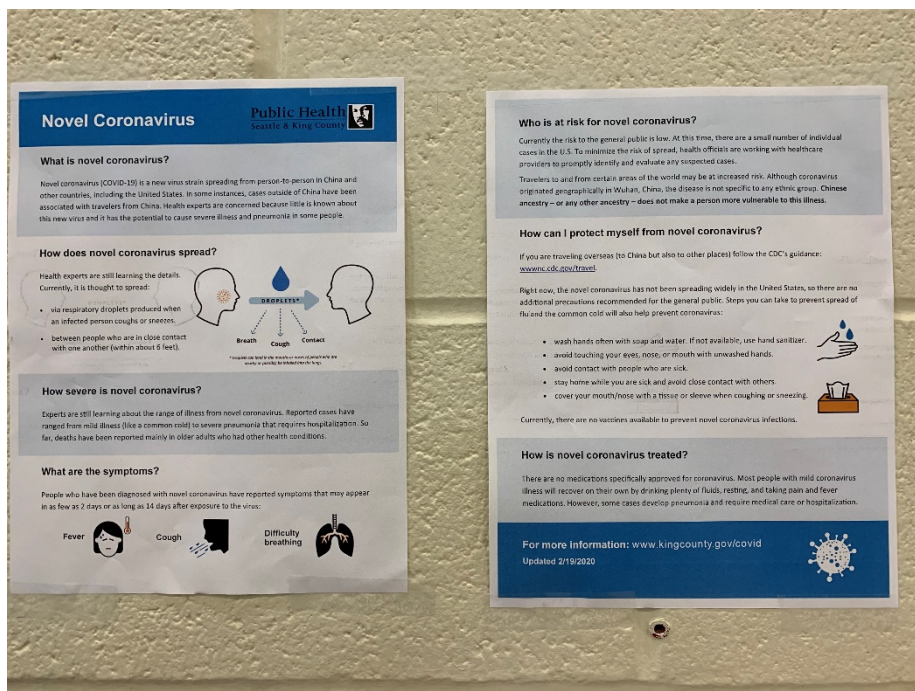 Novel Coronavirus
Public Health
Seattle & King County
What is novel coronavirus?
Novel coronavirus (COVID-19) is a new virus strain spreading from person-to-person in China and
other countries, including the United States. In some instances, cases outside of China have been
associated with travelers from China. Health experts are concerned because little is known about
this new virus and it has the potential to cause severe illness and pneumonia in some people.
How does novel coronavirus spread?
Health experts are still learning the details.
Currently, it is thought to spread:
• via respiratory droplets produced when
an infected person coughs or sneezes.
• between people who are in close contact
with one another (within about 6 feet).
DROPLETS*
Breath Cough Contact
* Droplets can land in the mouths or noses of people who are
nearby or possibly be inhaled into the lungs.
How severe is novel coronavirus?
Experts are still learning about the range of illness from novel coronavirus. Reported cases have
ranged from mild illness (like a common cold) to severe pneumonia that requires hospitalization. So
far, deaths have been reported mainly in older adults who had other health conditions.
What are the symptoms?
People who have been diagnosed with novel coronavirus have reported symptoms that may appear
in as few as 2 days or as long as 14 days after exposure to the virus:
Fever Cough Difficulty
breathing
Who is at risk for novel coronavirus?
Currently the risk to the general public is low. At this time, there are a small number of individual
cases in the U.S. To minimize the risk of spread, health officials are working with healthcare
providers to promptly identify and evaluate any suspected cases.
Travelers to and from certain areas of the world may be at increased risk. Although coronavirus
originated geographically in Wuhan, China, the disease is not specific to any ethnic group. Chinese
ancestry – or any other ancestry – does not make a person more vulnerable to this illness.
How can I protect myself from novel coronavirus?
If you are traveling overseas (to China but also to other places) follow the CDC's guidance:
wwwnc.cdc.gov/travel.
Right now, the novel coronavirus has not been spreading widely in the United States, so there are no
additional precautions recommended for the general public. Steps you can take to prevent spread of
flu and the common cold will also help prevent coronavirus:
• wash hands often with soap and water. If not available, use hand sanitizer.
• avoid touching your eyes, nose, or mouth with unwashed hands.
• avoid contact with people who are sick.
• stay home while you are sick and avoid close contact with others.
• cover your mouth/nose with a tissue or sleeve when coughing or sneezing.
Currently, there are no vaccines available to prevent novel coronavirus infections.
How is novel coronavirus treated?
There are no medications specifically approved for coronavirus. Most people with mild coronavirus
illness will recover on their own by drinking plenty of fluids, resting, and taking pain and fever
medications. However, some cases develop pneumonia and require medical care or hospitalization.
For more information: www.kingcounty.gov/covid
Updated 2/19/2020